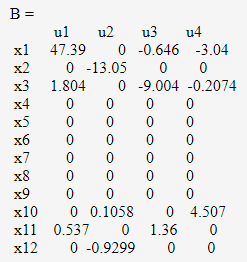 B =
u1 u2 u3 u4
x1 47.39 0 -0.646 -3.04
x2 0 -13.05 0 0
x3 1.804 0 -9.004 -0.2074
x4 0 0 0 0
x5 0 0 0 0
x6 0 0 0 0
x7 0 0 0 0
x8 0 0 0 0
x9 0 0 0 0
x10 0 0.1058 0 4.507
x11 0.537 0 1.36 0
x12 0 -0.9299 0 0